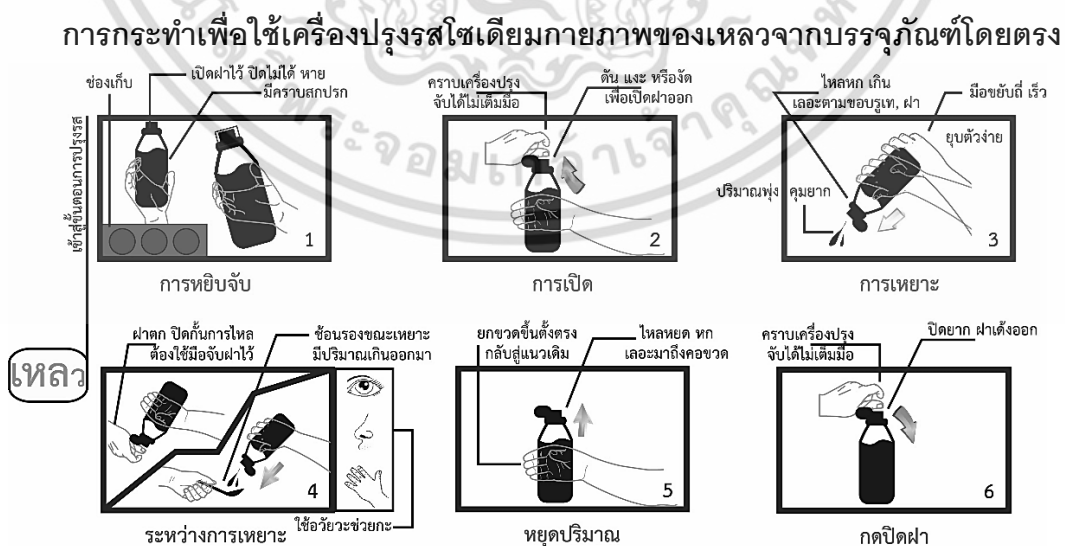 การกระทำเพื่อใช้เครื่องปรุงรสโซเดียมกายภาพของเหลวจากบรรจุภัณฑ์โดยตรง
ช่องเก็บ
เปิดฝาไว้ ปิดไม่ได้ หาย
มีคราบสกปรก
เข้าสู่ขั้นตอนการปรุงรส
1
การหยิบจับ
คราบเครื่องปรุง
จับได้ไม่เต็มมือ
ดัน แงะ หรืองัด
เพื่อเปิดฝาออก
2
การเปิด
ไหลหก เกิน
เลอะตามขอบรูเท, ฝา
มือขยับถี่ เร็ว
ยุบตัวง่าย
ปริมาณพุ่ง คุมยาก
3
การเหยาะ
พระจอมเกล้าเจ้าคุณทห
เหลว
ฝาตก ปิดกั้นการไหล
ต้องใช้มือจับฝาไว้
ช้อนรองขณะเหยาะ
มีปริมาณเกินออกมา
4
ใช้อวัยวะช่วยกะ
ระหว่างการเหยาะ
ยกขวดขึ้นตั้งตรง
กลับสู่แนวเดิม
ไหลหยด หก
เลอะมาถึงคอขวด
5
หยุดปริมาณ
คราบเครื่องปรุง
จับได้ไม่เต็มมือ
ปิดยาก ฝาเด้งออก
6
กดปิดฝา